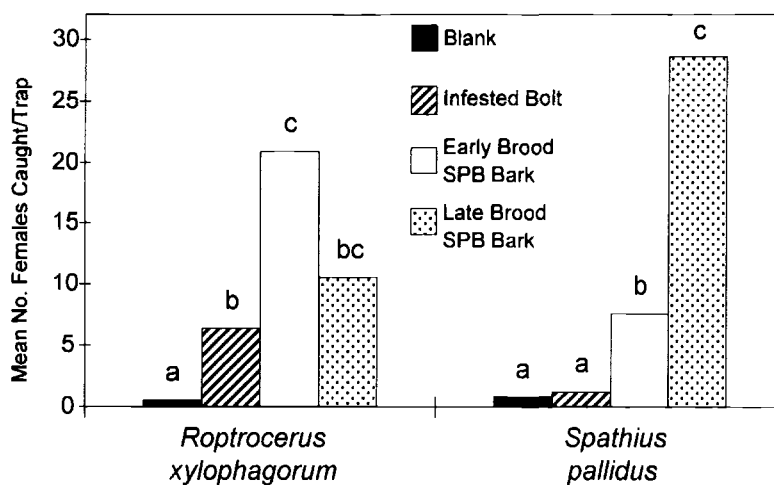 Mean No. Females Caught/Trap
30
25
20
15
10
5
0
Blank
Infested Bolt
Early Brood
SPB Bark
Late Brood
SPB Bark
a
b
c
bc
a
a
b
c
Roptrocerus
xylophagorum
Spathius
pallidus